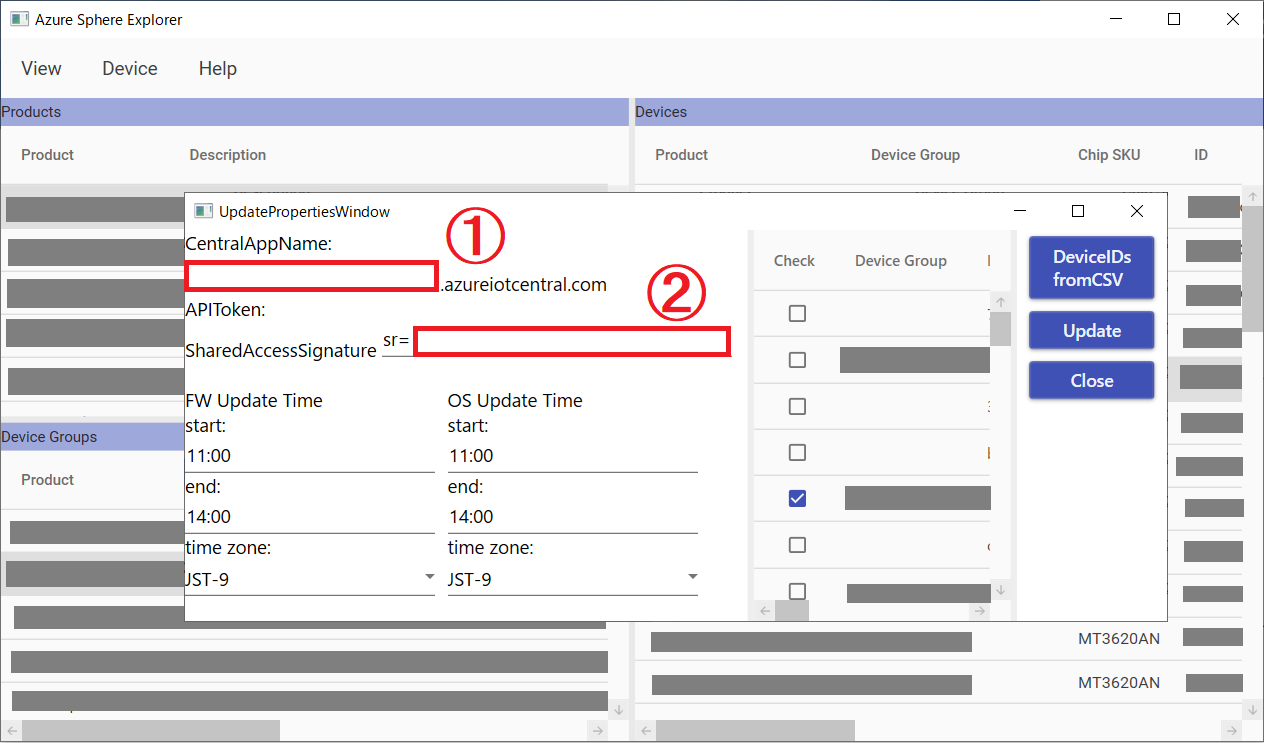 Azure Sphere Explorer
View Device Help
Products
Devices
Product Description
Product Device Group Chip SKU ID
UpdatePropertiesWindow
CentralAppName:
①
.azureiotcentral.com
APIToken:
②
SharedAccessSignature sr=
FW Update Time
OS Update Time
start:
start:
11:00
11:00
end:
end:
14:00
14:00
time zone:
time zone:
JST-9
JST-9
Check Device Group
DeviceIDs
fromCSV
Update
Close
Device Groups
Product
MT3620AN
MT3620AN